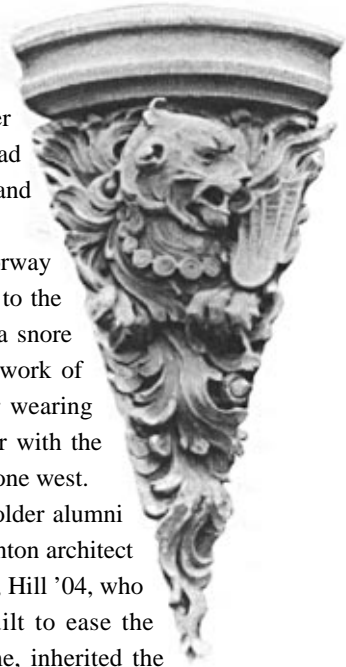 er
ad
and
rway
to the
a snore
work of
wearing
r with the
one west.
older alumni
nton architect
Hill ’04, who
ilt to ease the
ne, inherited the